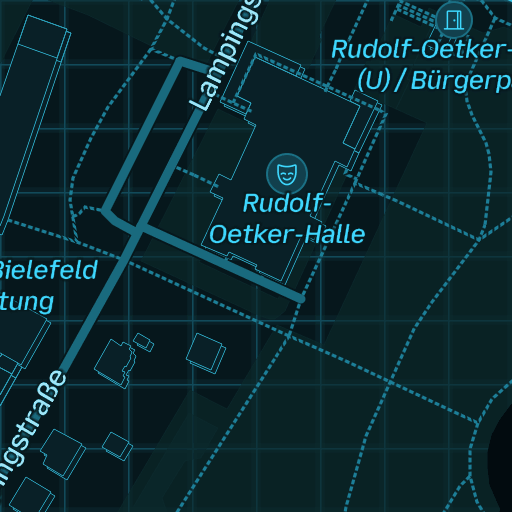 Lampings
Rudolf-Oetker-
(U) / Bürgerp
Rudolf-
Oetker-Halle
Bielefeld
tung
ngstraße